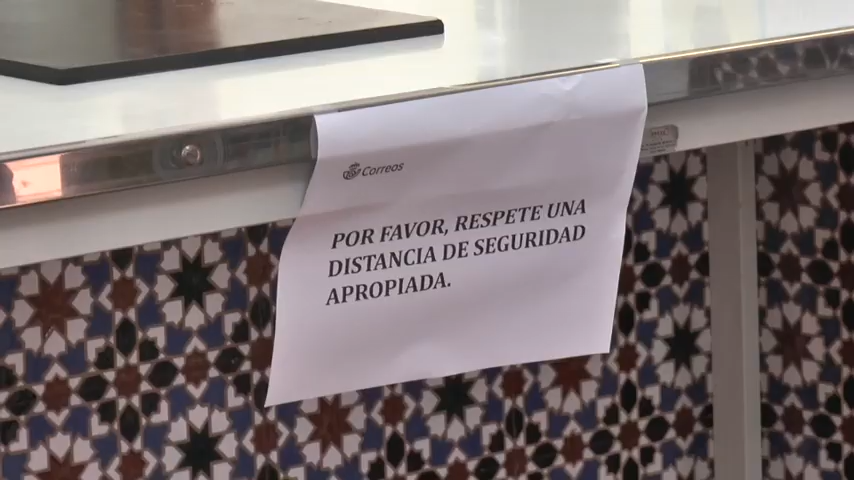 Correos
POR FAVOR, RESPETE UNA
DISTANCIA DE SEGURIDAD
APROPIADA.